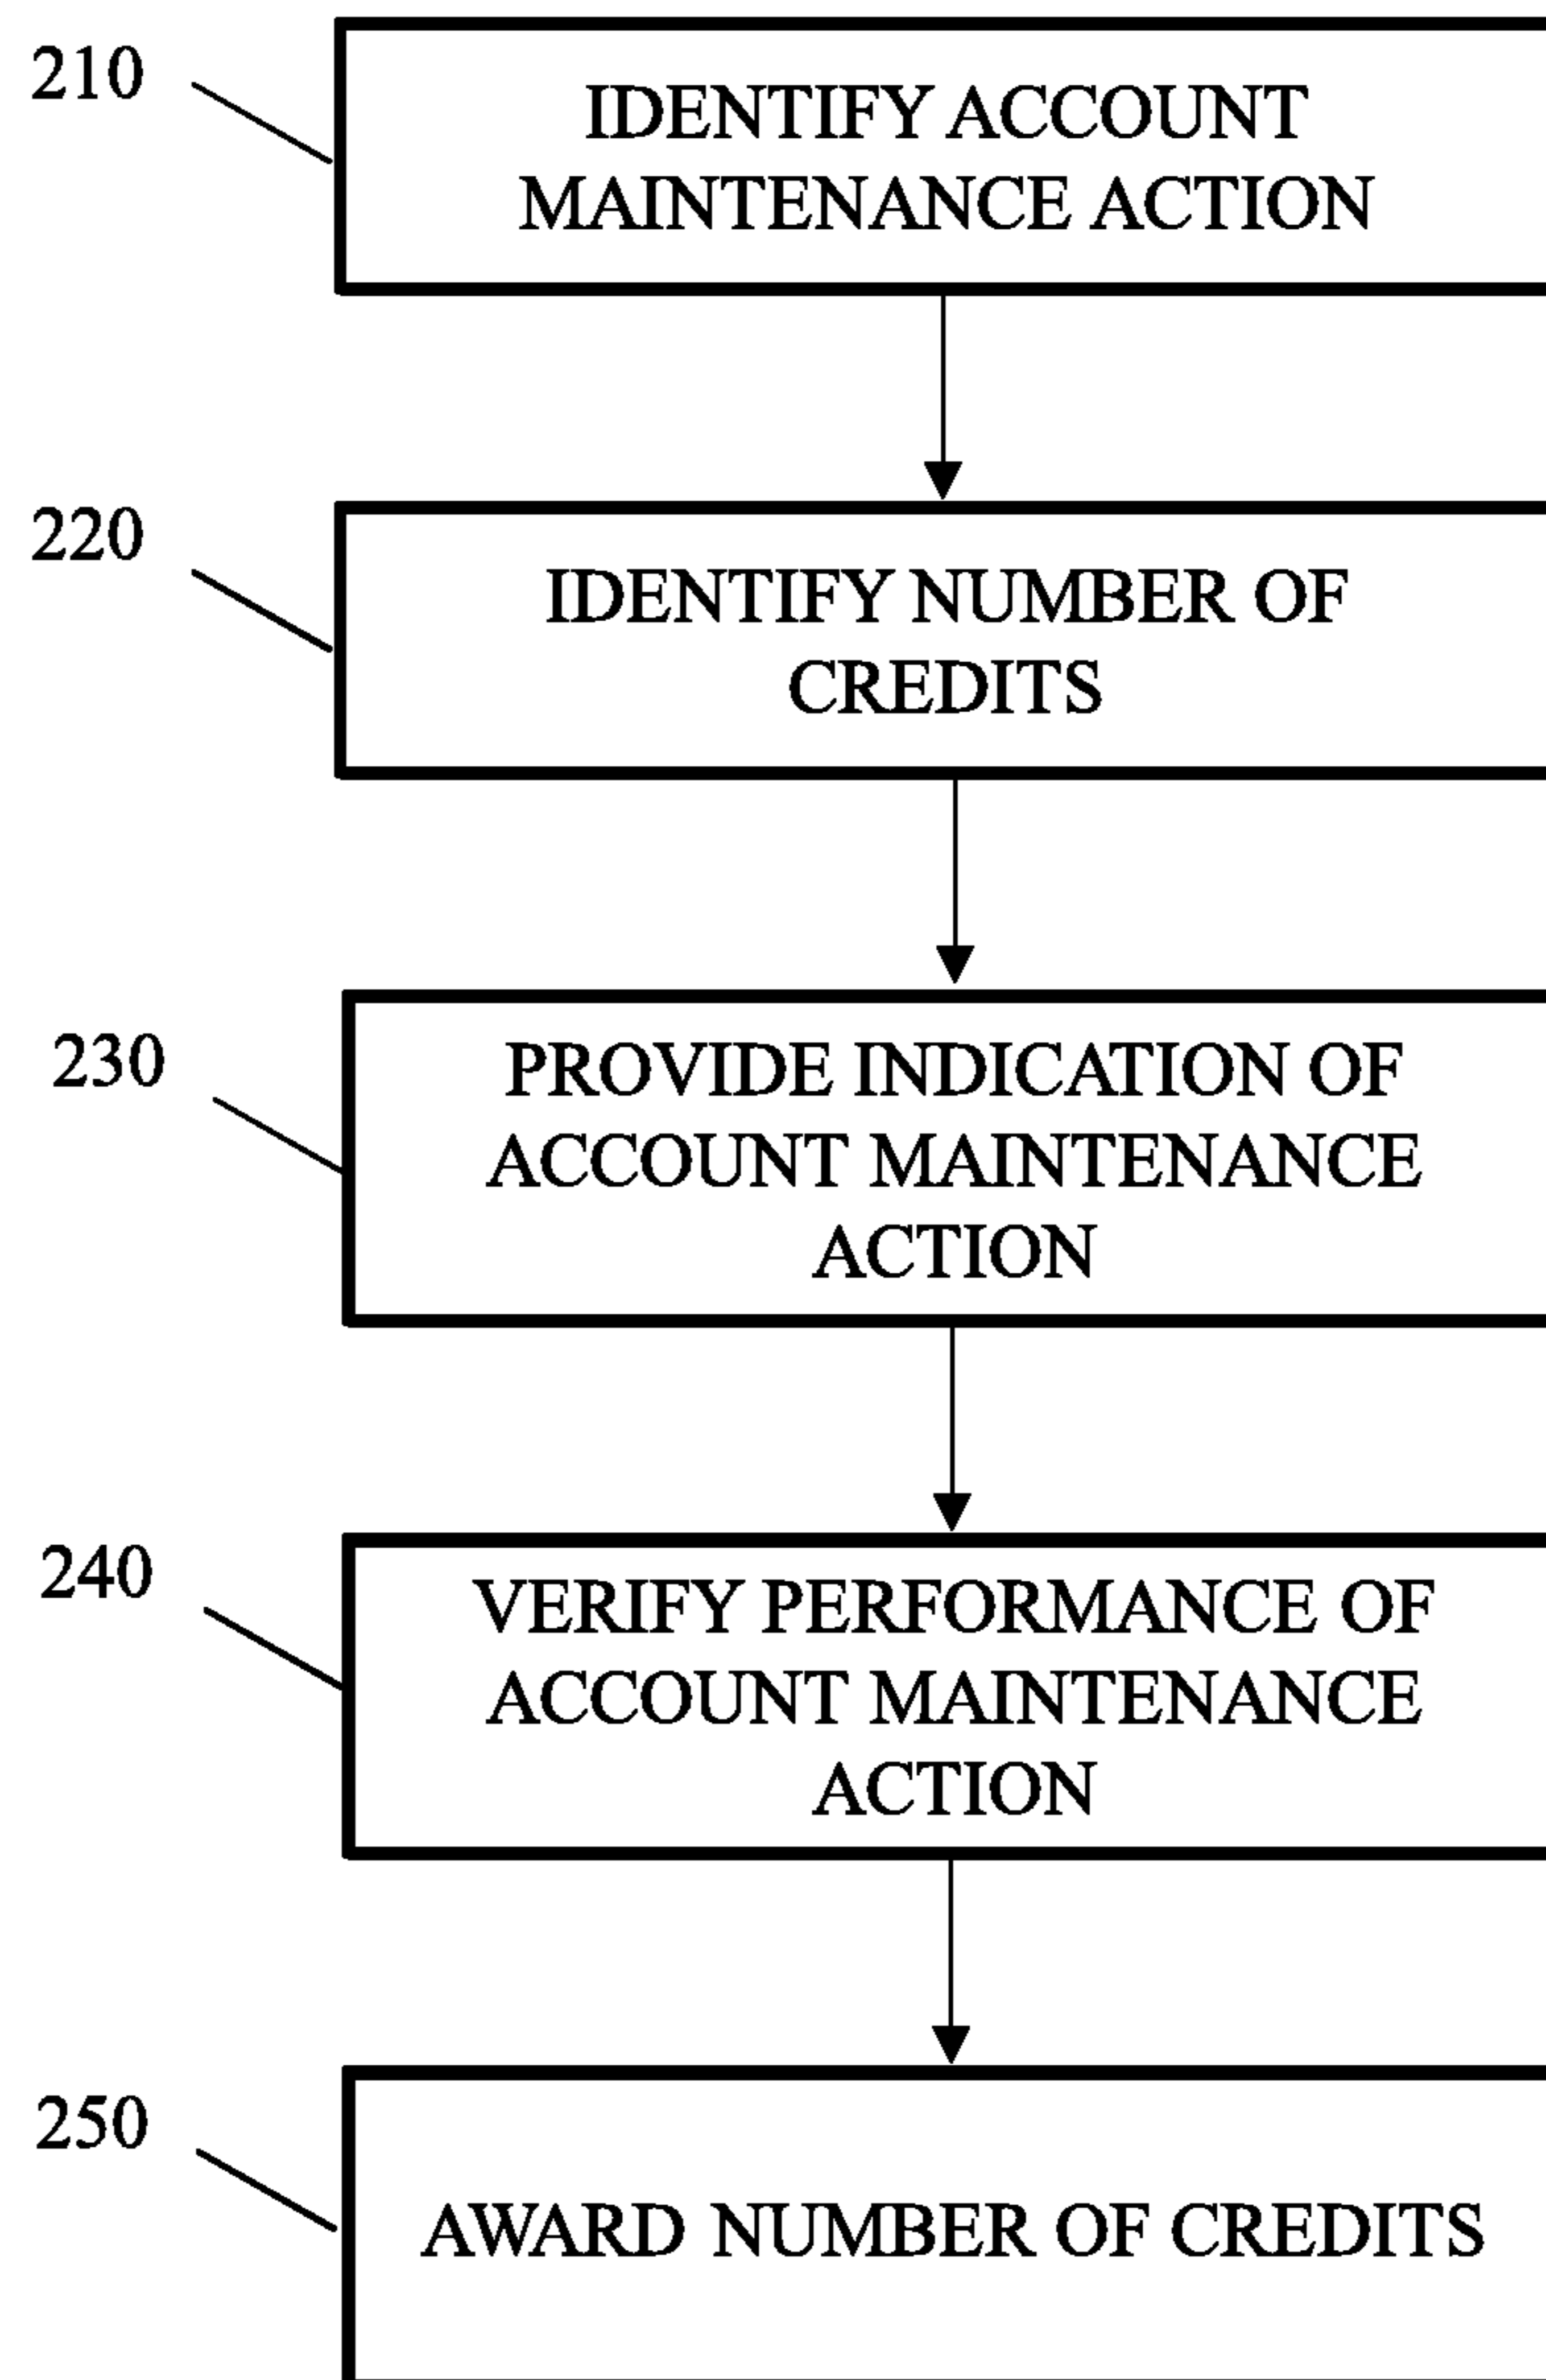 210
IDENTIFY ACCOUNT
MAINTENANCE ACTION
220
IDENTIFY NUMBER OF
CREDITS
230
PROVIDE INDICATION OF
ACCOUNT MAINTENANCE
ACTION
240
VERIFY PERFORMANCE OF
ACCOUNT MAINTENANCE
ACTION
250
AWARD NUMBER OF CREDITS